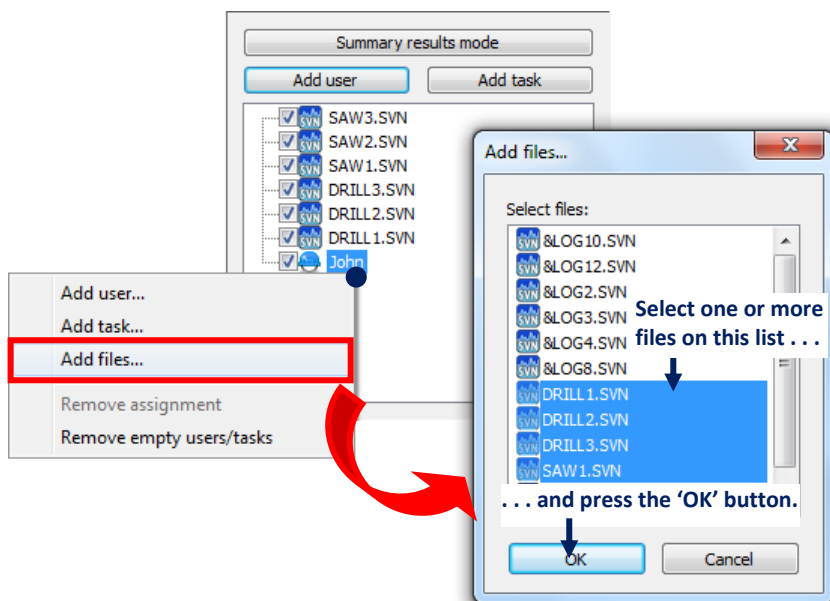 Summary results mode
Add user
Add task
SAW3.SVN
SAW2.SVN
SAW1.SVN
DRILL3.SVN
DRILL2.SVN
DRILL1.SVN
John
Add user...
Add task...
Add files...
Remove assignment
Remove empty users/tasks
Add files...
Select files:
&LOG10.SVN
&LOG12.SVN
&LOG2.SVN
&LOG3.SVN
&LOG4.SVN
&LOG8.SVN
DRILL1.SVN
DRILL2.SVN
DRILL3.SVN
SAW1.SVN
Select one or more
files on this list . . .
. . . and press the ‘OK’ button.
OK
Cancel